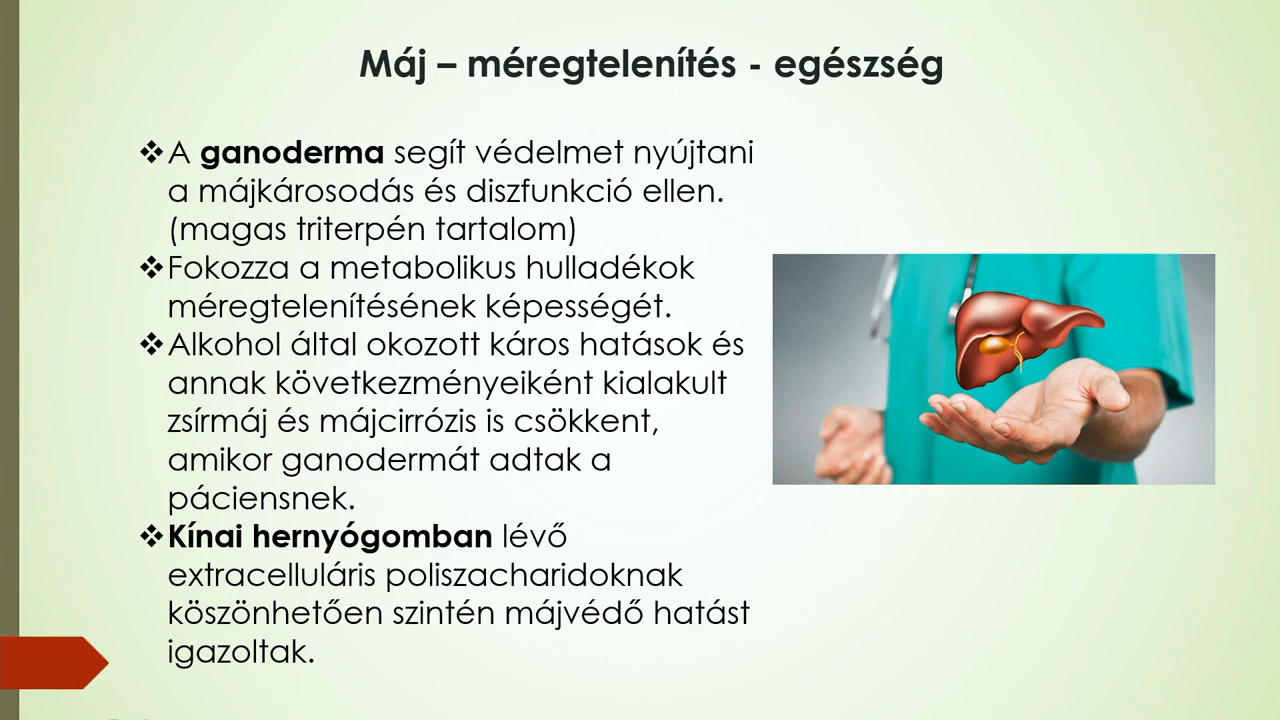 Máj – méregtelenítés - egészség
❖A ganoderma segít védelmet nyújtani
a májkárosodás és diszfunkció ellen.
(magas triterpén tartalom)
❖Fokozza a metabolikus hulladékok
méregtelenítésének képességét.
❖Alkohol által okozott káros hatások és
annak következményeiként kialakult
zsírmáj és májcirrózis is csökkent,
amikor ganodermát adtak a
páciensnek.
❖Kínai hernyógomban lévő
extracelluláris poliszacharidoknak
köszönhetően szintén májvédő hatást
igazoltak.